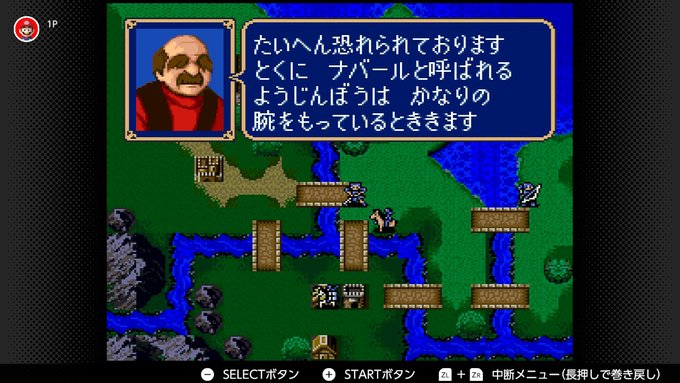 1P
たいへん恐れられております
とくに　ナバールと呼ばれる
ようじんぼうは　かなりの
腕をもっているとききます
− SELECTボタン ＋ STARTボタン ZL + ZR 中断メニュー(長押しで巻き戻し)